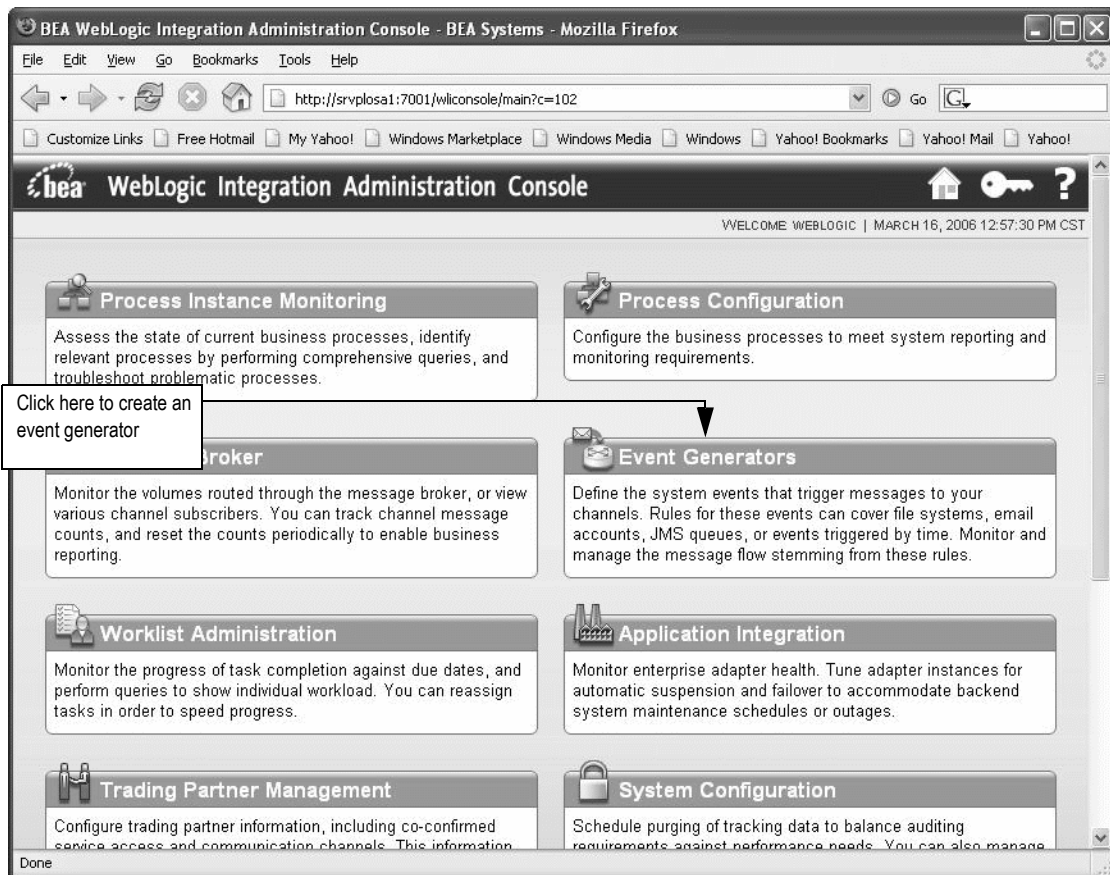 BEA WebLogic Integration Administration Console - BEA Systems - Mozilla Firefox
File Edit View Go Bookmarks Tools Help
http://srvplosa1:7001/wliconsole/main?c=102
Go
G
Customize Links Free Hotmail My Yahoo! Windows Marketplace Windows Media Windows Yahoo! Bookmarks Yahoo! Mail Yahoo!
bea WebLogic Integration Administration Console
?
WELCOME WEBLOGIC | MARCH 16, 2006 12:57:30 PM CST
Process Instance Monitoring
Assess the state of current business processes, identify
relevant processes by performing comprehensive queries, and
troubleshoot problematic processes.
Process Configuration
Configure the business processes to meet system reporting and
monitoring requirements.
Click here to create an
event generator
Broker
Monitor the volumes routed through the message broker, or view
various channel subscribers. You can track channel message
counts, and reset the counts periodically to enable business
reporting.
Event Generators
Define the system events that trigger messages to your
channels. Rules for these events can cover file systems, email
accounts, JMS queues, or events triggered by time. Monitor and
manage the message flow stemming from these rules.
Worklist Administration
Monitor the progress of task completion against due dates, and
perform queries to show individual workload. You can reassign
tasks in order to speed progress.
Application Integration
Monitor enterprise adapter health. Tune adapter instances for
automatic suspension and failover to accommodate backend
system maintenance schedules or outages.
Trading Partner Management
Configure trading partner information, including co-confirmed
service access and communication channels. This information
System Configuration
Schedule purging of tracking data to balance auditing
requirements against performance needs. You can also manage
Done